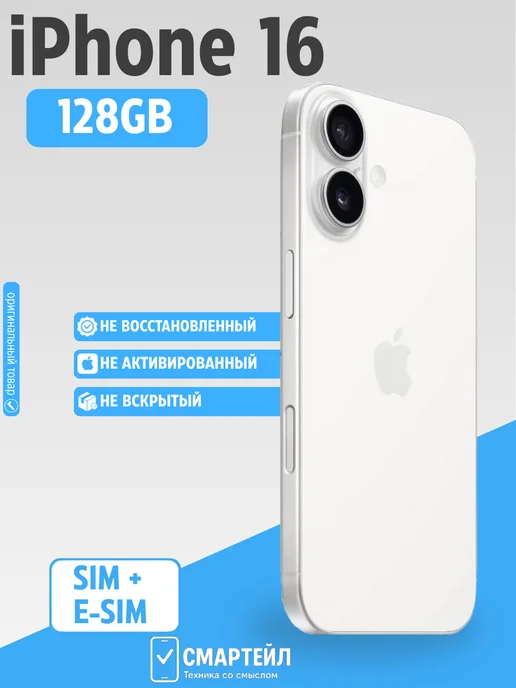 iPhone 16
128GB
оригинальный товар
НЕ ВОССТАНОВЛЕННЫЙ
НЕ АКТИВИРОВАННЫЙ
НЕ ВСКРЫТЫЙ
SIM +
E-SIM
СМАРТЕЙЛ
Техника со смыслом